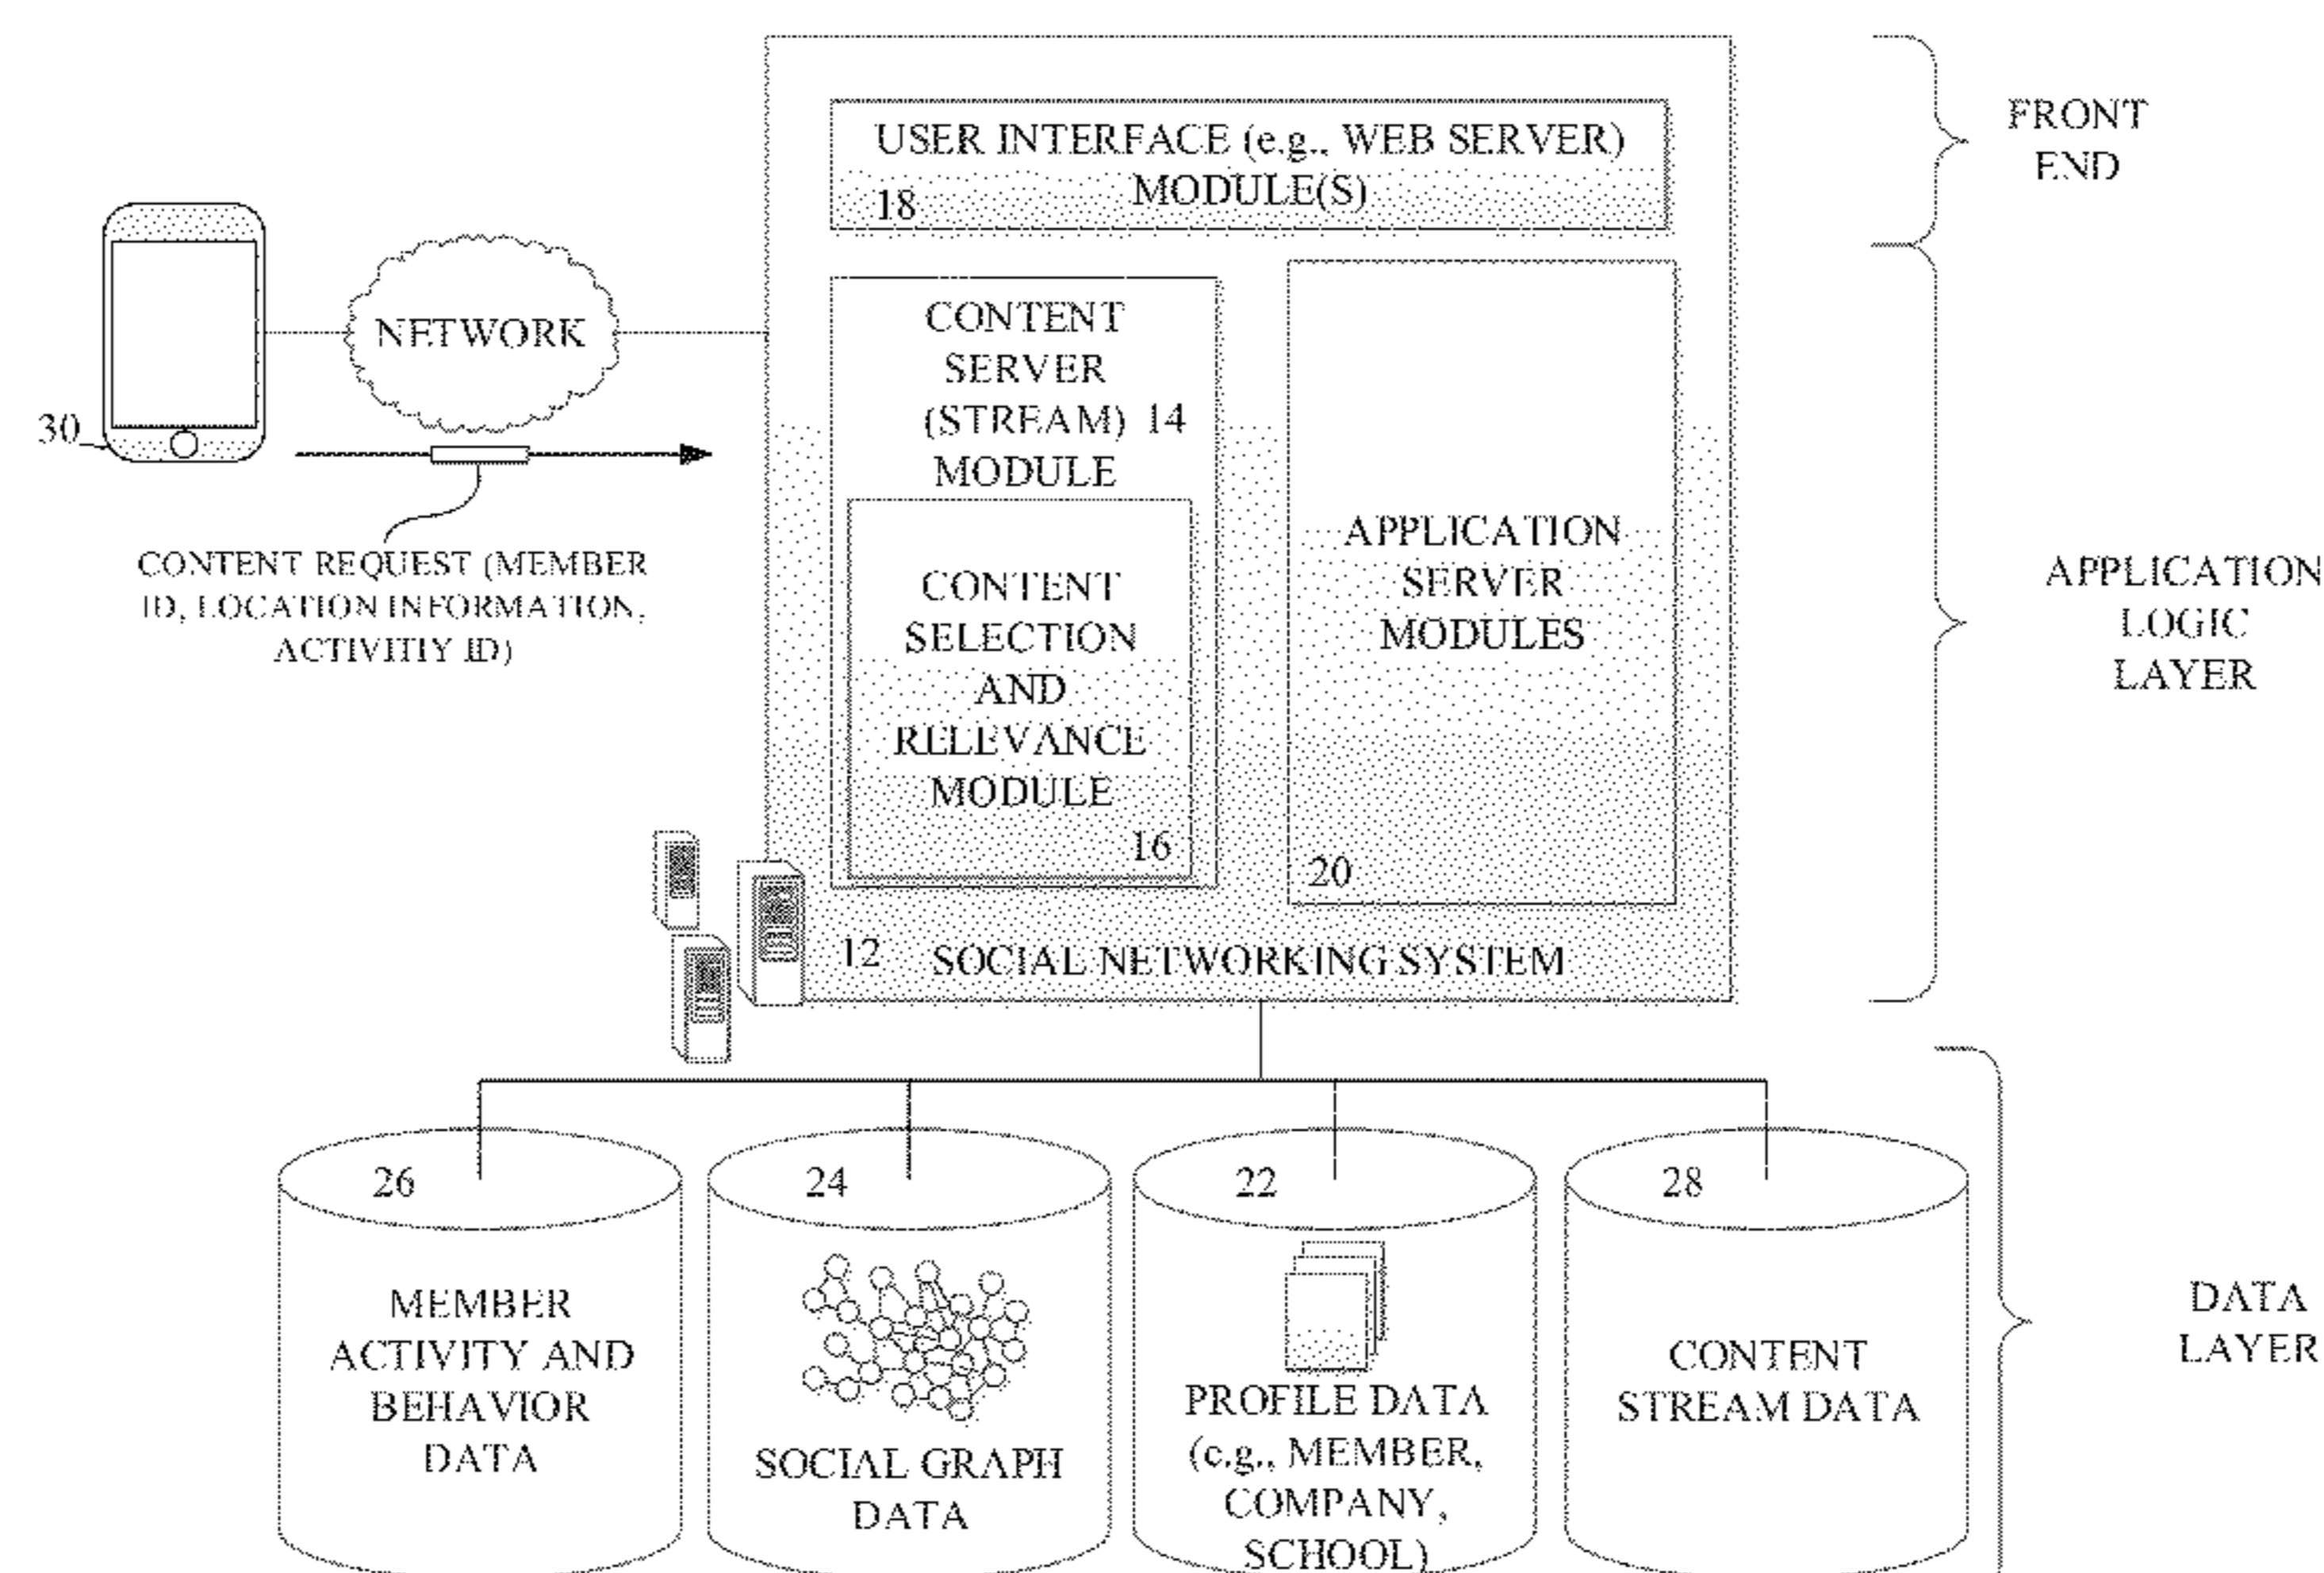 USER INTERFACE (e.g., WEB SERVER)
MODULE(S)
18
FRONT
END
NETWORK
30
CONTENT REQUEST (MEMBER
ID, LOCATION INFORMATION,
ACTIVITIY ID)
CONTENT
SERVER
(STREAM) 14
MODULE
CONTENT
SELECTION
AND
RELEVANCE
MODULE
16
APPLICATION
SERVER
MODULES
20
12 SOCIAL NETWORKING SYSTEM
APPLICATION
LOGIC
LAYER
26
MEMBER
ACTIVITY AND
BEHAVIOR
DATA
24
SOCIAL GRAPH
DATA
22
PROFILE DATA
(e.g., MEMBER,
COMPANY,
SCHOOL)
28
CONTENT
STREAM DATA
DATA
LAYER